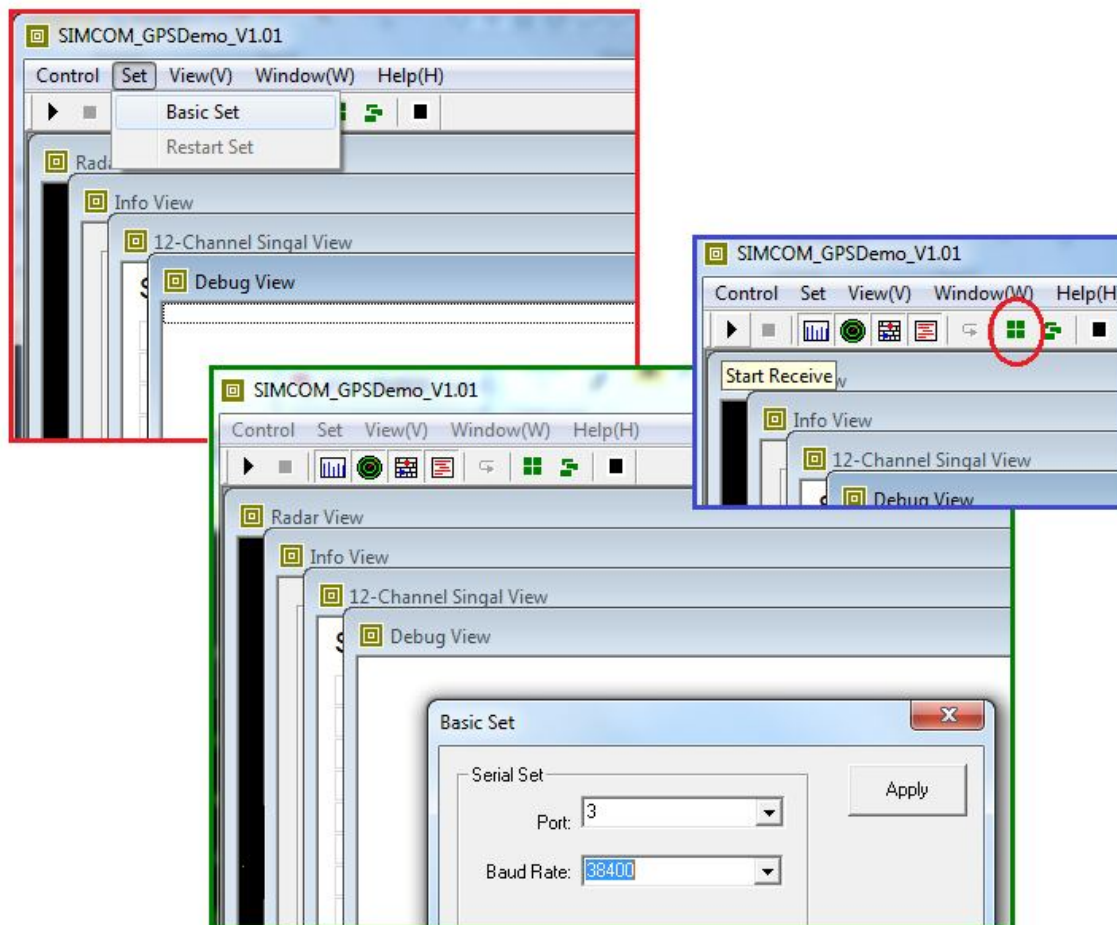 SIMCOM_GPSDemo_V1.01
Control Set View(V) Window(W) Help(H)
Basic Set
Restart Set
Info View
12-Channel Singal View
Debug View
SIMCOM_GPSDemo_V1.01
Control Set View(V) Window(W) Help(H
Start Receive
Info View
12-Channel Singal View
Debug View
SIMCOM_GPSDemo_V1.01
Control Set View(V) Window(W) Help(H)
Radar View
Info View
12-Channel Singal View
Debug View
Basic Set
Serial Set
Apply
Port: 3
Baud Rate: 38400